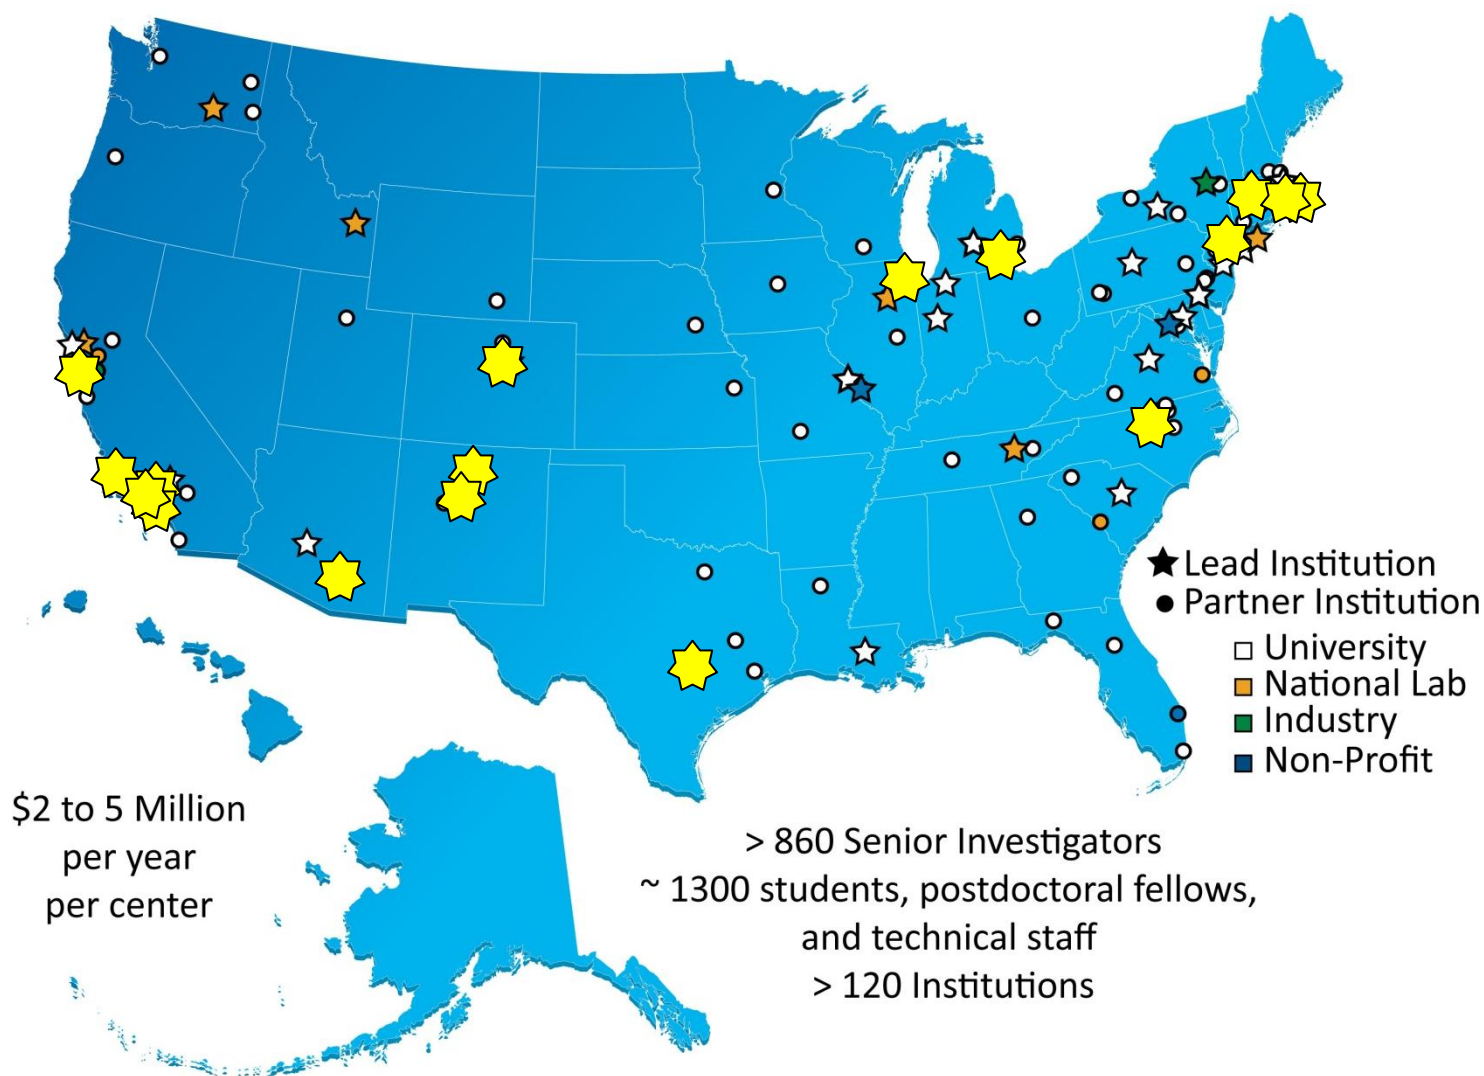 Lead Institution
Partner Institution
University
National Lab
Industry
Non-Profit
$2 to 5 Million
per year
per center
> 860 Senior Investigators
~ 1300 students, postdoctoral fellows,
and technical staff
> 120 Institutions